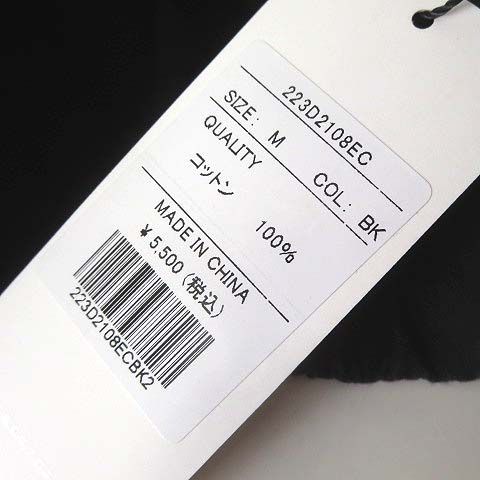 223D2108EC
SIZE: M COL: BK
QUALITY
コットン 100%
MADE IN CHINA
¥5,500 (税込)
223D2108ECBK2